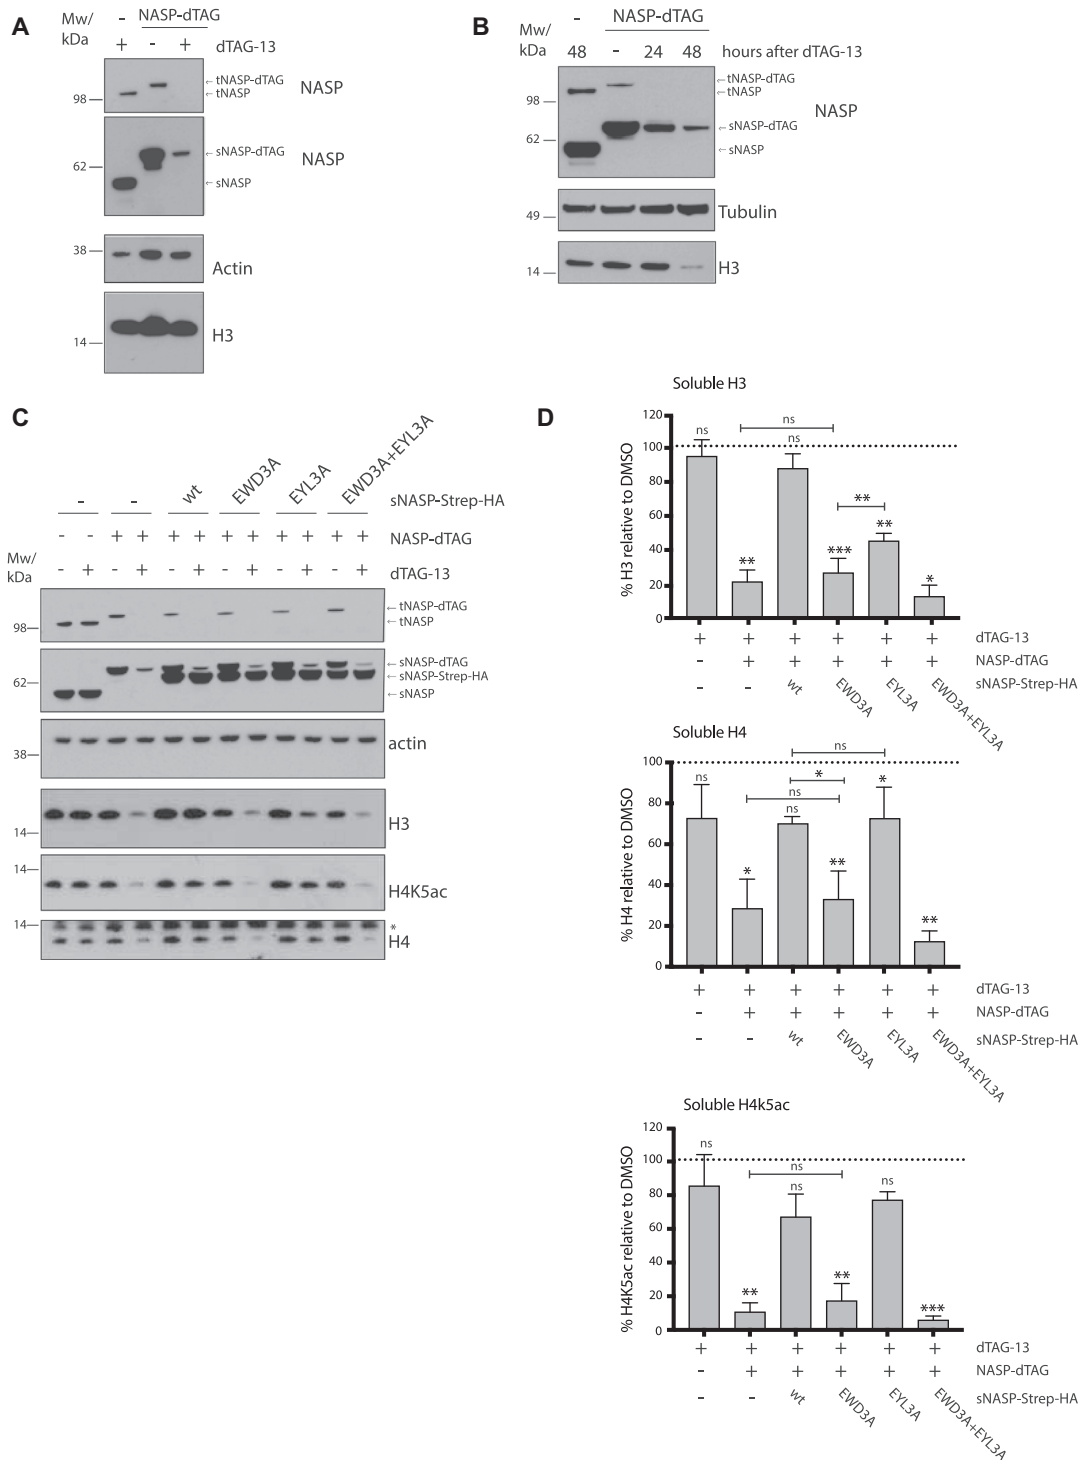 A
Mw/
kDa
- NASP-dTAG
+ - + dTAG-13
98
←tNASP-dTAG
←tNASP
NASP
62
←sNASP-dTAG
←sNASP
NASP
38
Actin
14
H3
B
Mw/
kDa
- NASP-dTAG
48 - 24 48 hours after dTAG-13
98
←tNASP-dTAG
←tNASP
NASP
62
←sNASP-dTAG
←sNASP
49
Tubulin
14
H3
C
- - wt EWD3A EYL3A EWD3A+EYL3A sNASP-Strep-HA
- - + + + + + + + + + + NASP-dTAG
Mw/
kDa
- + - + - + - + - + - + dTAG-13
98
←tNASP-dTAG
←tNASP
62
←sNASP-dTAG
←sNASP-Strep-HA
←sNASP
38
actin
14
H3
14
H4K5ac
14
*
H4
D
Soluble H3
% H3 relative to DMSO
120
100
80
60
40
20
0
ns
ns
ns
**
**
**
***
*
+ + + + + + dTAG-13
- + + + + + NASP-dTAG
- - wt EWD3A EYL3A EWD3A+EYL3A sNASP-Strep-HA
Soluble H4
% H4 relative to DMSO
100
80
60
40
20
0
ns
ns
*
*
ns
ns
*
**
**
+ + + + + + dTAG-13
- + + + + + NASP-dTAG
- - wt EWD3A EYL3A EWD3A+EYL3A sNASP-Strep-HA
Soluble H4k5ac
% H4K5ac relative to DMSO
120
100
80
60
40
20
0
ns
ns
ns
ns
**
**
***
+ + + + + + dTAG-13
- + + + + + NASP-dTAG
- - wt EWD3A EYL3A EWD3A+EYL3A sNASP-Strep-HA